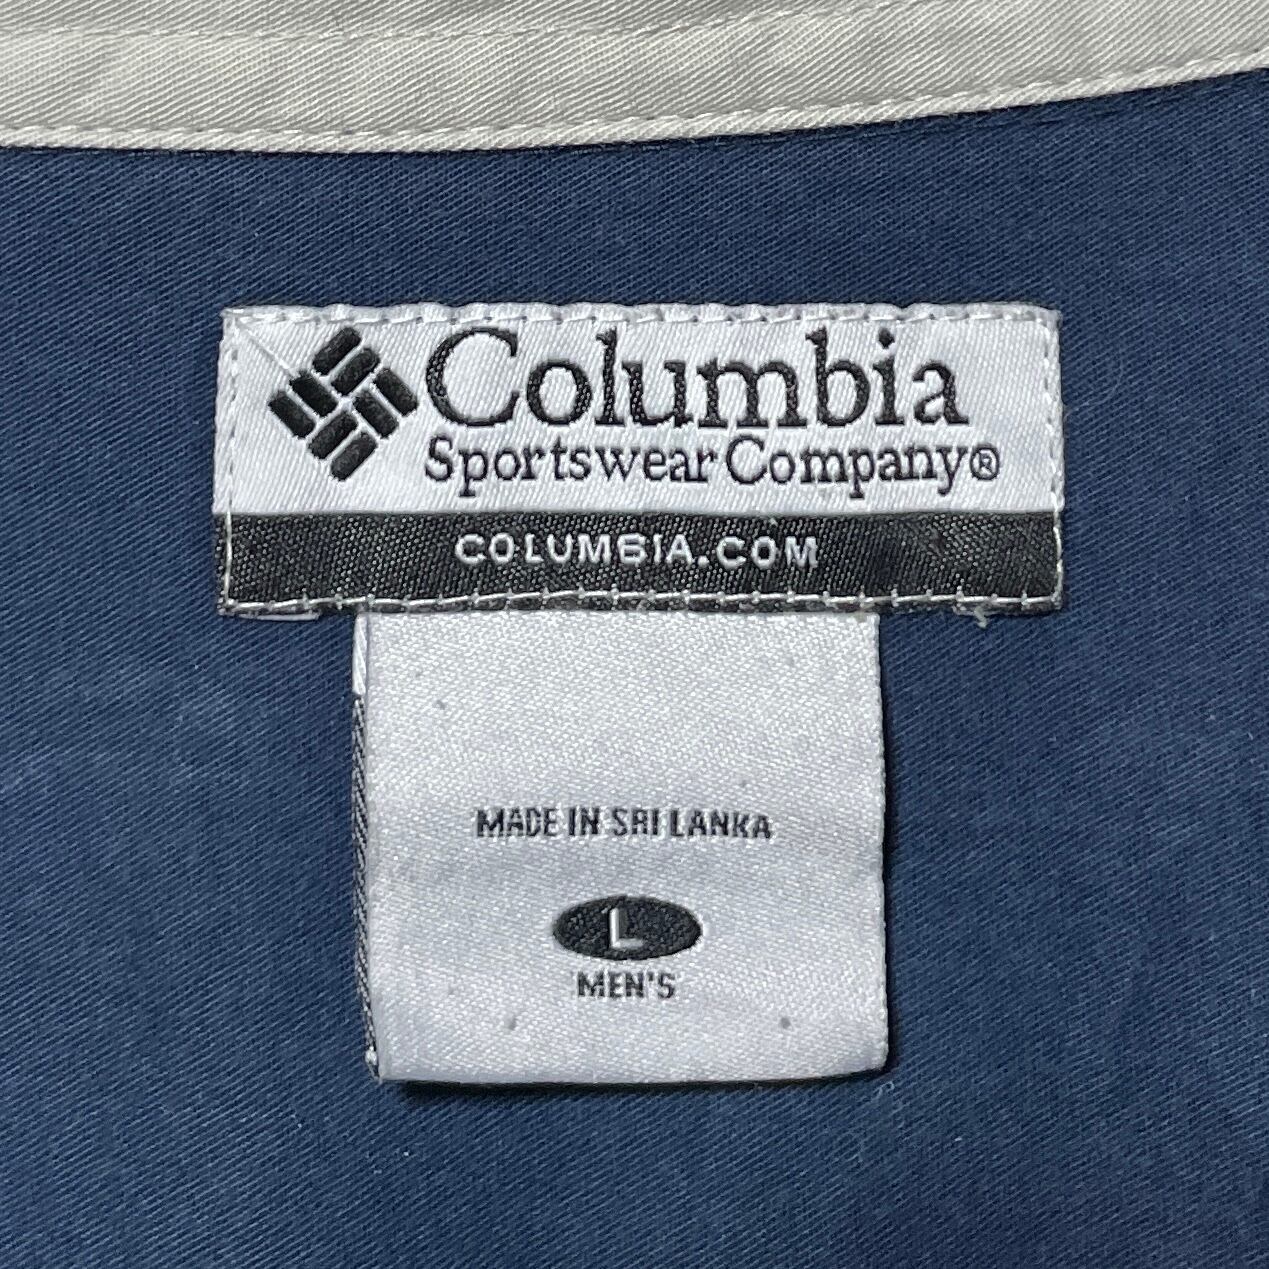 Columbia
Sportswear Company®
COLUMBIA.COM
MADE IN SRI LANKA
L
MEN'S